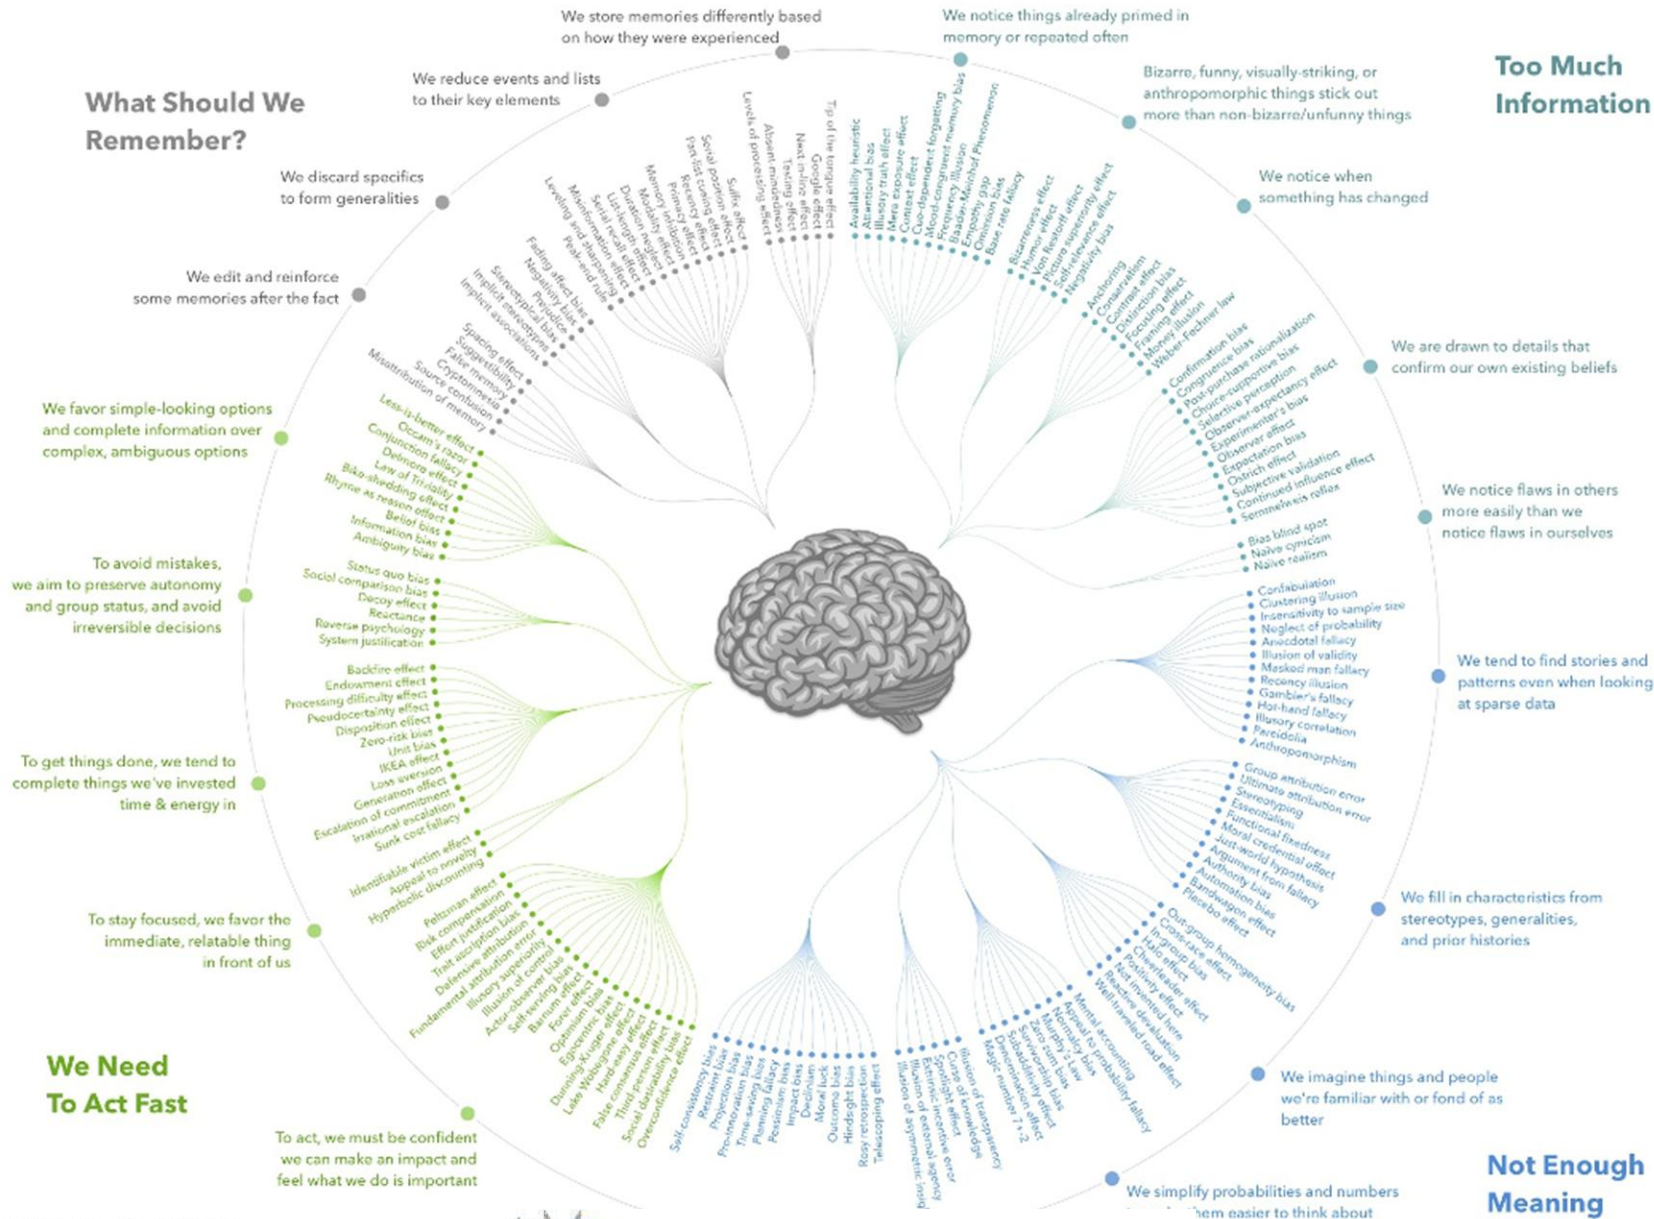 We store memories differently based
on how they were experienced
We notice things already primed in
memory or repeated often
Too Much
Information
Bizarre, funny, visually-striking, or
anthropomorphic things stick out
more than non-bizarre/unfunny things
We reduce events and lists
to their key elements
What Should We
Remember?
We discard specifics
to form generalities
We notice when
something has changed
We edit and reinforce
some memories after the fact
We are drawn to details that
confirm our own existing beliefs
We favor simple-looking options
and complete information over
complex, ambiguous options
We notice flaws in others
more easily than we
notice flaws in ourselves
To avoid mistakes,
we aim to preserve autonomy
and group status, and avoid
irreversible decisions
We tend to find stories and
patterns even when looking
at sparse data
To get things done, we tend to
complete things we've invested
time & energy in
We fill in characteristics from
stereotypes, generalities,
and prior histories
To stay focused, we favor the
immediate, relatable thing
in front of us
We Need
To Act Fast
We imagine things and people
we're familiar with or fond of as
better
To act, we must be confident
we can make an impact and
feel what we do is important
Not Enough
Meaning
We simplify probabilities and numbers
them easier to think about
Availability heuristic
Attentional bias
Illusory truth effect
Mere exposure effect
Context effect
Cue-dependent forgetting
Mood-congruent memory bias
Frequency illusion
Baader-Meinhof Phenomenon
Empathy gap
Omission bias
Base rate fallacy
Bizarreness effect
Humor effect
Von Restorff effect
Picture superiority effect
Self-relevance effect
Negativity bias
Anchoring
Conservatism
Contrast effect
Distinction bias
Focusing effect
Framing effect
Money illusion
Weber-Fechner law
Confirmation bias
Congruence bias
Post-purchase rationalization
Choice-supportive bias
Selective perception
Observer-expectancy effect
Experimenter's bias
Observer effect
Expectation bias
Ostrich effect
Subjective validation
Continued influence effect
Semmelweis reflex
Bias blind spot
Naïve cynicism
Naïve realism
Confabulation
Clustering illusion
Insensitivity to sample size
Neglect of probability
Anecdotal fallacy
Illusion of validity
Masked man fallacy
Recency illusion
Gambler's fallacy
Hot-hand fallacy
Illusory correlation
Pareidolia
Anthropomorphism
Group attribution error
Ultimate attribution error
Stereotyping
Essentialism
Functional fixedness
Moral credential effect
Just-world hypothesis
Argument from fallacy
Authority bias
Automation bias
Bandwagon effect
Placebo effect
Out-group homogeneity bias
Cross-race effect
In-group bias
Halo effect
Cheerleader effect
Positivity effect
Not invented here
Reactive devaluation
Well-traveled road effect
Mental accounting
Appeal to probability fallacy
Normalcy bias
Murphy's Law
Zero sum bias
Survivorship bias
Subadditivity effect
Denomination effect
Magic number 7+-2
Illusion of transparency
Curse of knowledge
Spotlight effect
Extrinsic incentive error
Illusion of external agency
Illusion of asymmetric
Telescoping effect
Rosy retrospection
Hindsight bias
Outcome bias
Moral luck
Declinism
Impact bias
Pessimism bias
Planning fallacy
Time-saving bias
Pro-innovation bias
Projection bias
Restraint bias
Self-consistency bias
Overconfidence effect
Social desirability bias
Third-person effect
False consensus effect
Hard-easy effect
Lake Wobegone effect
Dunning-Kruger effect
Egocentric bias
Optimism bias
Forer effect
Barnum effect
Self-serving bias
Actor-observer bias
Illusion of control
Illusory superiority
Fundamental attribution error
Defensive attribution
Trait ascription bias
Effort justification
Risk compensation
Peltzman effect
Hyperbolic discounting
Appeal to novelty
Identifiable victim effect
Sunk cost fallacy
Irrational escalation
Escalation of commitment
Generation effect
Loss aversion
IKEA effect
Unit bias
Zero-risk bias
Disposition effect
Pseudocertainty effect
Processing difficulty effect
Endowment effect
Backfire effect
System justification
Reverse psychology
Reactance
Decoy effect
Social comparison bias
Status quo bias
Ambiguity bias
Information bias
Belief bias
Rhyme as reason effect
Bike-shedding effect
Law of Triviality
Delmore effect
Conjunction fallacy
Occam's razor
Less-is-better effect
Misattribution of memory
Source confusion
Cryptomnesia
False memory
Suggestibility
Spacing effect
Implicit associations
Implicit stereotypes
Stereotypical bias
Prejudice
Negativity bias
Fading affect bias
Peak-end rule
Leveling and sharpening
Misinformation effect
Serial recall effect
List-length effect
Duration neglect
Modality effect
Memory inhibition
Primacy effect
Recency effect
Part-list cueing effect
Serial position effect
Suffix effect
Levels of processing effect
Absent-mindedness
Testing effect
Next-in-line effect
Google effect
Tip of the tongue effect